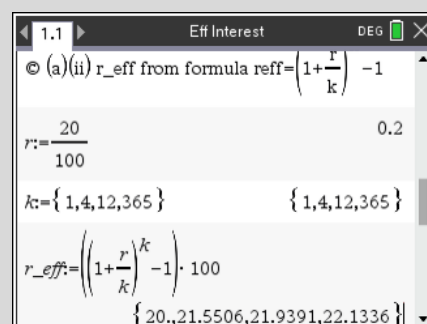 1.1 Eff Interest DEG
© (a)(ii) r_eff from formula reff=(1+r/k) −1
r:=20/100 0.2
k:={1,4,12,365} {1,4,12,365}
r_eff:=((1+r/k)^k−1)·100
{20.,21.5506,21.9391,22.1336}